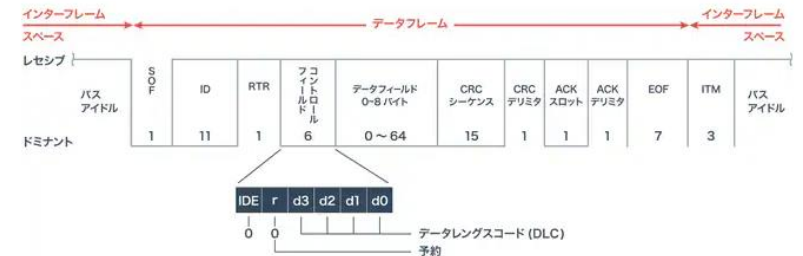 インターフレーム
スペース
データフレーム
インターフレーム
スペース
レセシブ
ドミナント
バス
アイドル
SOF
1
ID
11
RTR
1
コントロール
フィールド
6
データフィールド
0~8 バイト
0 ~ 64
CRC
シーケンス
15
CRC
デリミタ
1
ACK
スロット
1
ACK
デリミタ
1
EOF
7
ITM
3
バス
アイドル
IDE r d3 d2 d1 d0
0 0
データレングスコード (DLC)
予約